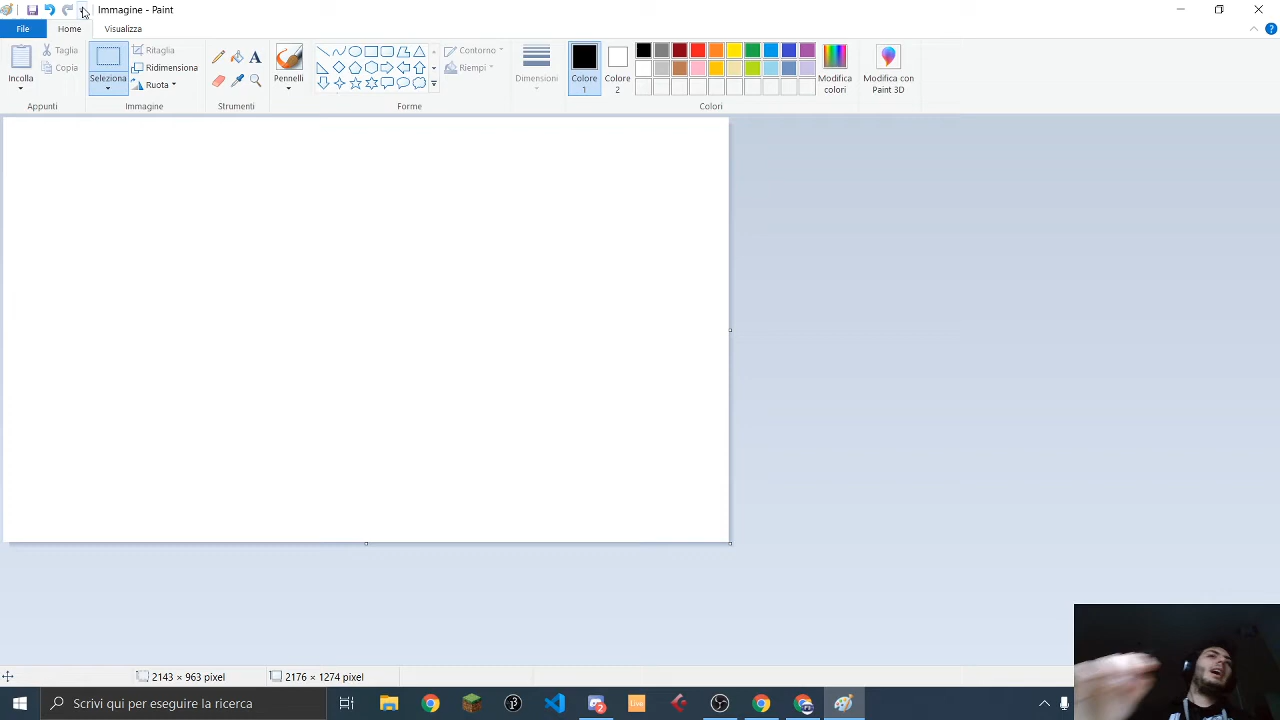 Immagine - Paint
File
Home
Visualizza
Incolla
Taglia
Copia
Appunti
Seleziona
Ritaglia
Ridimensiona
Ruota
Immagine
A
Strumenti
Pennelli
Contorno
Riempi
Forme
Dimensioni
Colore 1
Colore 2
Modifica colori
Colori
Modifica con Paint 3D
2143 × 963 pixel
2176 × 1274 pixel
Scrivi qui per eseguire la ricerca
Live